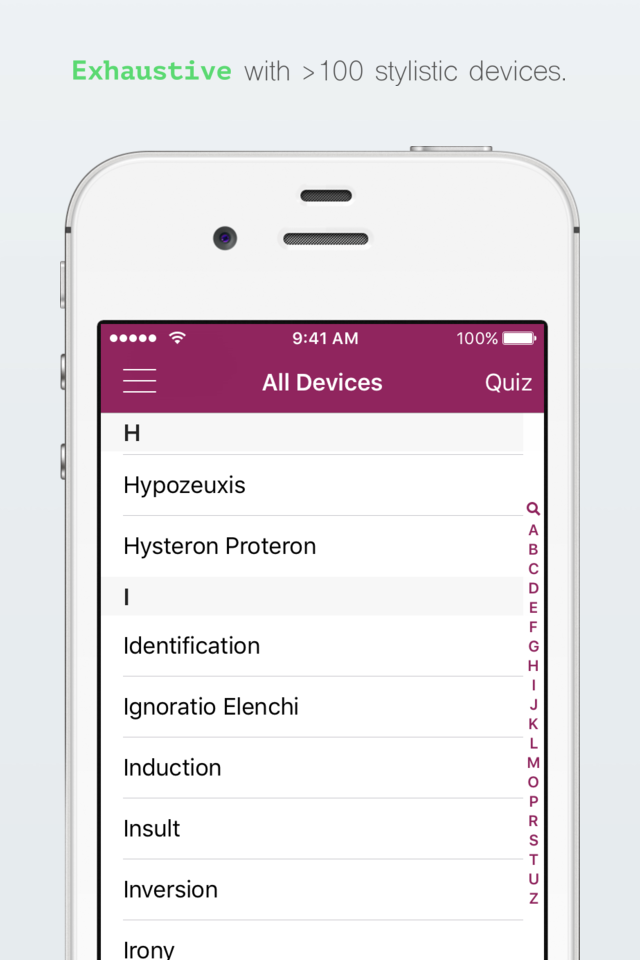 Exhaustive with >100 stylistic devices.
9:41 AM
100%
All Devices
Quiz
H
Hypozeuxis
Hysteron Proteron
I
Identification
Ignoratio Elenchi
Induction
Insult
Inversion
Irony
A
B
C
D
E
F
G
H
I
J
K
L
M
O
P
R
S
T
U
Z